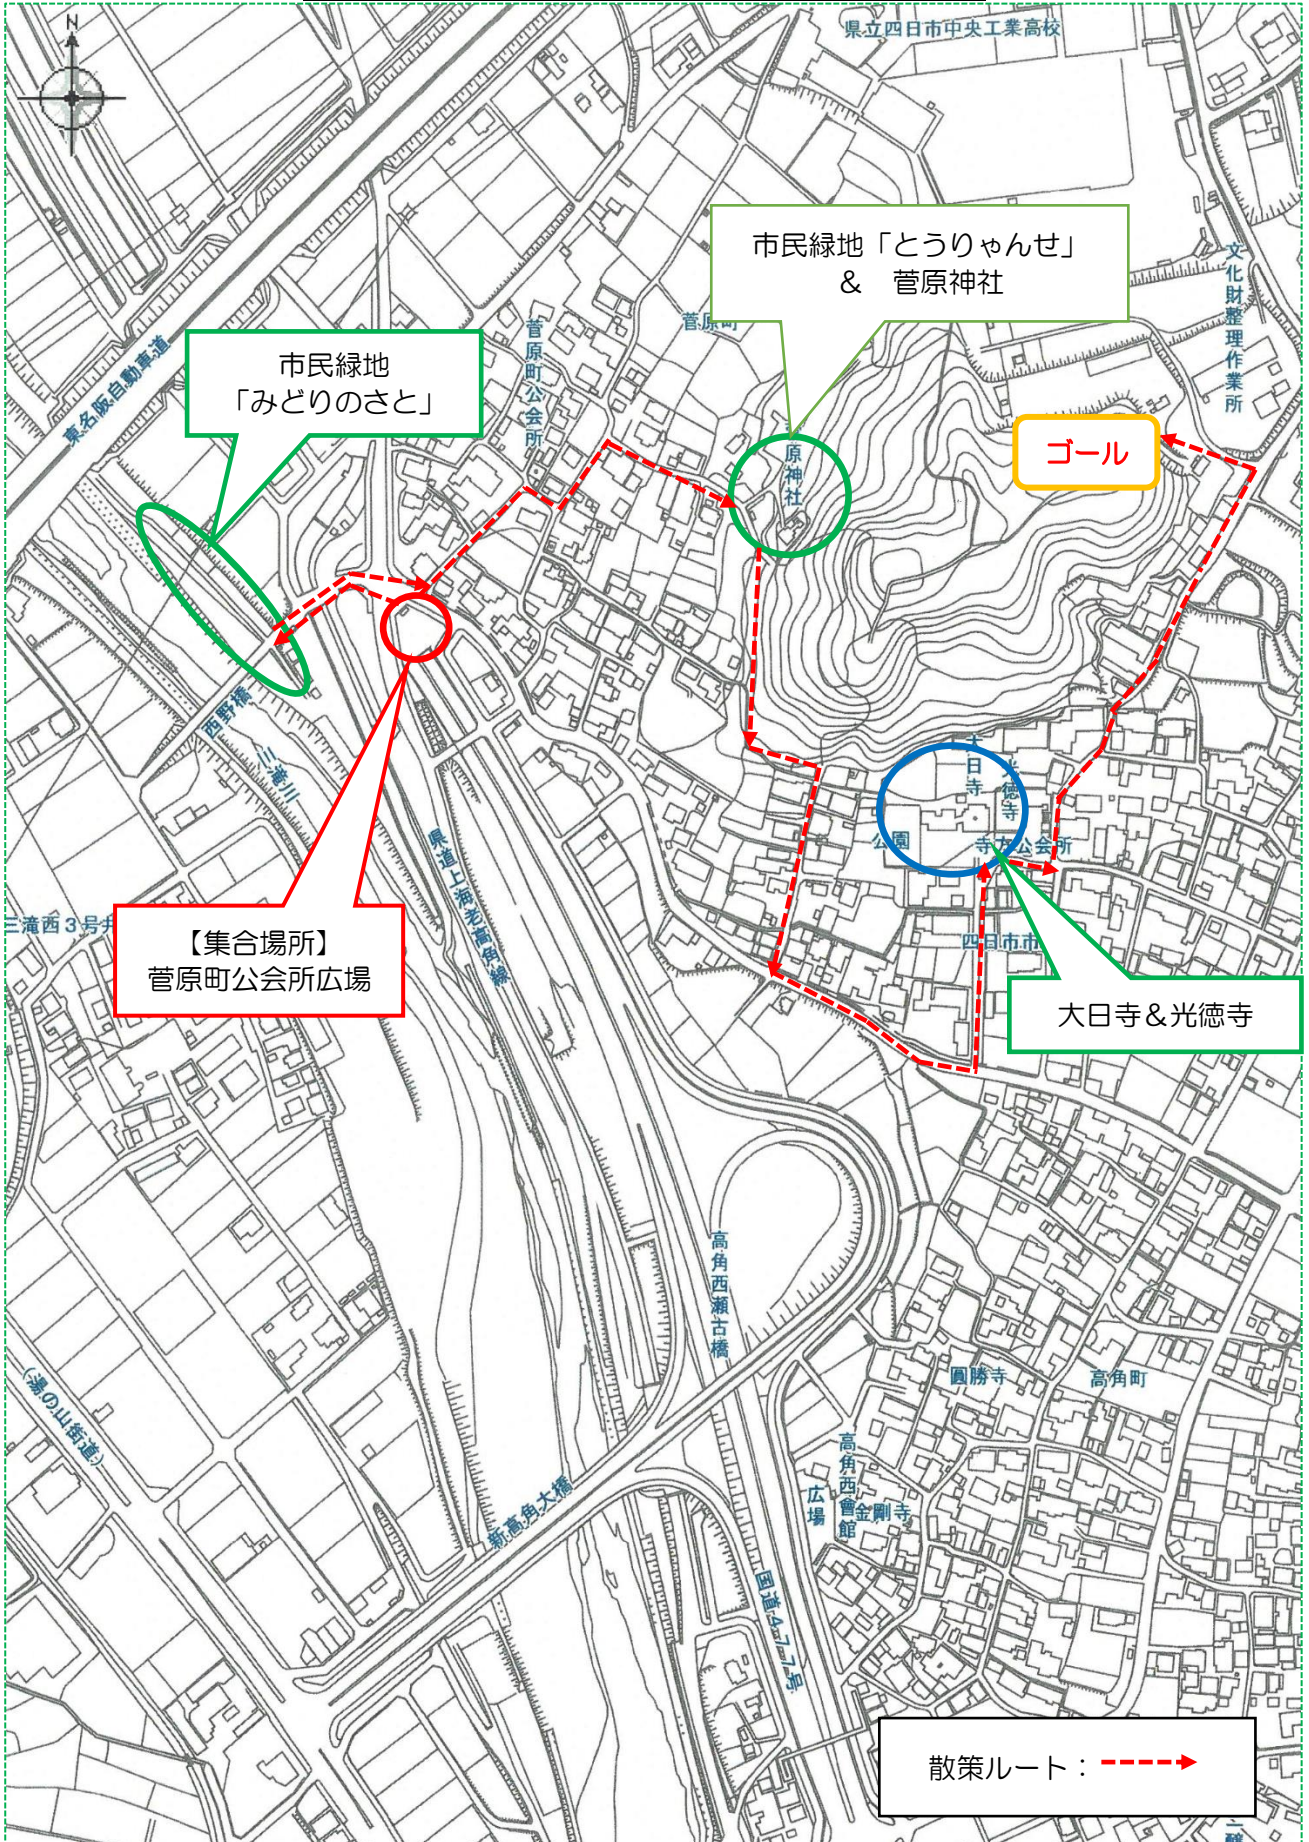 N
県立四日市中央工業高校
市民緑地「とうりゃんせ」
＆　菅原神社
文化財整理作業所
菅原町
菅原町公会所
東名阪自動車道
市民緑地
「みどりのさと」
原神社
ゴール
西野橋
三滝川
大日寺
光徳寺
公園
寺方公会所
県道上海老高角線
三滝西3号井
【集合場所】
菅原町公会所広場
四日市市
大日寺＆光徳寺
高角西瀬古橋
圓勝寺
高角町
(湯の山街道)
高角西會館
広場
金剛寺
新高角大橋
国道477号
散策ルート：